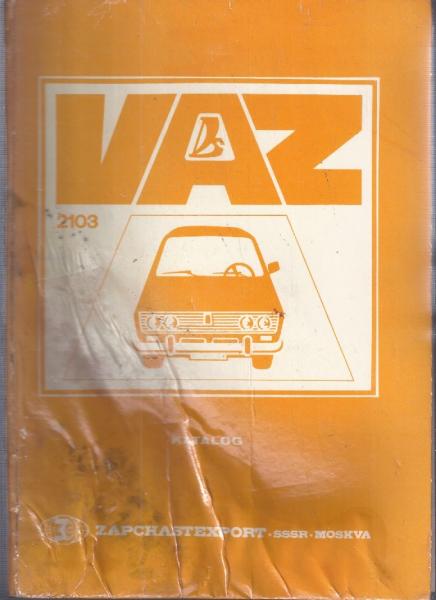 VAZ
2103
KATALOG
ZAPCHASTEXPORT · SSSR · MOSKVA